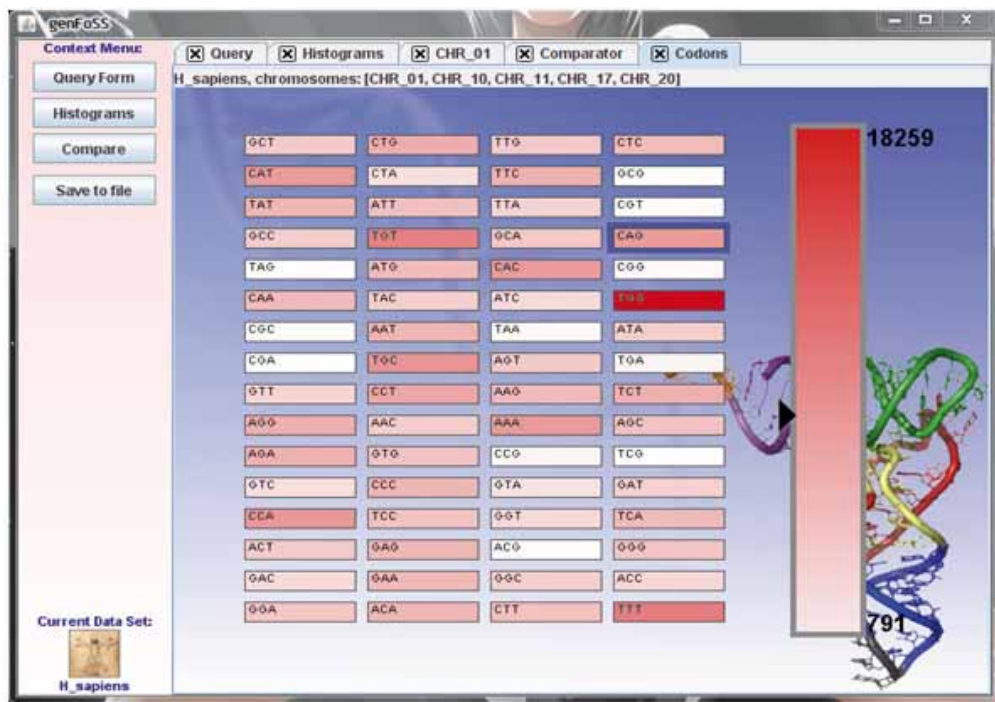 genFoSS
Context Menu:
Query Form
Histograms
Compare
Save to file
Query Histograms CHR_01 Comparator Codons
H_sapiens, chromosomes: [CHR_01, CHR_10, CHR_11, CHR_17, CHR_20]
GCT CTG TTG CTC
CAT CTA TTC GCG
TAT ATT TTA CGT
GCC TGT GCA CAG
TAG ATG CAC CGG
CAA TAC ATC TGG
CGC AAT TAA ATA
CGA TGC AGT TGA
GTT CCT AAG TCT
AGG AAC AAA AGC
AGA GTG CCG TCG
GTC CCC GTA GAT
CCA TCC GGT TCA
ACT GAG ACG GGG
GAC GAA GGC ACC
GGA ACA CTT TTT
18259
791
Current Data Set:
H_sapiens